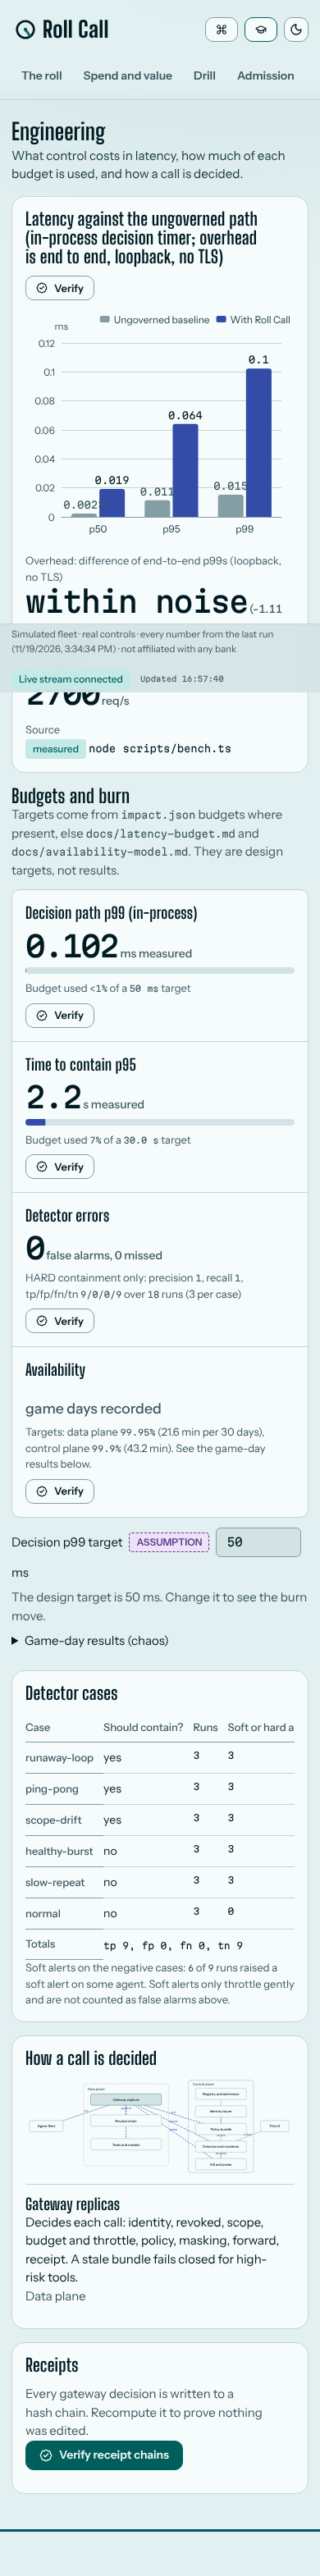 Roll Call
The roll
Spend and value
Drill
Admission
Engineering
What control costs in latency, how much of each
budget is used, and how a call is decided.
Latency against the ungoverned path
(in-process decision timer; overhead
is end to end, loopback, no TLS)
Verify
Ungoverned baseline
With Roll Call
ms
0.12
0.1
0.08
0.06
0.04
0.02
0
0.019
0.011
0.064
0.015
0.1
p50
p95
p99
Overhead: difference of end-to-end p99s (loopback,
no TLS)
within noise (-1.11
Simulated fleet · real controls · every number from the last run
(11/19/2026, 3:34:34 PM) · not affiliated with any bank
Live stream connected
Updated 16:57:40
2700 req/s
Source
measured node scripts/bench.ts
Budgets and burn
Targets come from impact.json budgets where
present, else docs/latency-budget.md and
docs/availability-model.md. They are design
targets, not results.
Decision path p99 (in-process)
0.102 ms measured
Budget used <1% of a 50 ms target
Verify
Time to contain p95
2.2 s measured
Budget used 7% of a 30.0 s target
Verify
Detector errors
0 false alarms, 0 missed
HARD containment only: precision 1, recall 1,
tp/fp/fn/tn 9/0/0/9 over 18 runs (3 per case)
Verify
Availability
game days recorded
Targets: data plane 99.95% (21.6 min per 30 days),
control plane 99.9% (43.2 min). See the game-day
results below.
Verify
Decision p99 target ASSUMPTION 50
ms
The design target is 50 ms. Change it to see the burn
move.
Game-day results (chaos)
Detector cases
Case Should contain? Runs Soft or hard a
runaway-loop yes 3 3
ping-pong yes 3 3
scope-drift yes 3 3
healthy-burst no 3 3
slow-repeat no 3 3
normal no 3 0
Totals tp 9, fp 0, fn 0, tn 9
Soft alerts on the negative cases: 6 of 9 runs raised a
soft alert on some agent. Soft alerts only throttle gently
and are not counted as false alarms above.
How a call is decided
Gateway replicas
Decides each call: identity, revoked, scope,
budget and throttle, policy, masking, forward,
receipt. A stale bundle fails closed for high-
risk tools.
Data plane
Receipts
Every gateway decision is written to a
hash chain. Recompute it to prove nothing
was edited.
Verify receipt chains